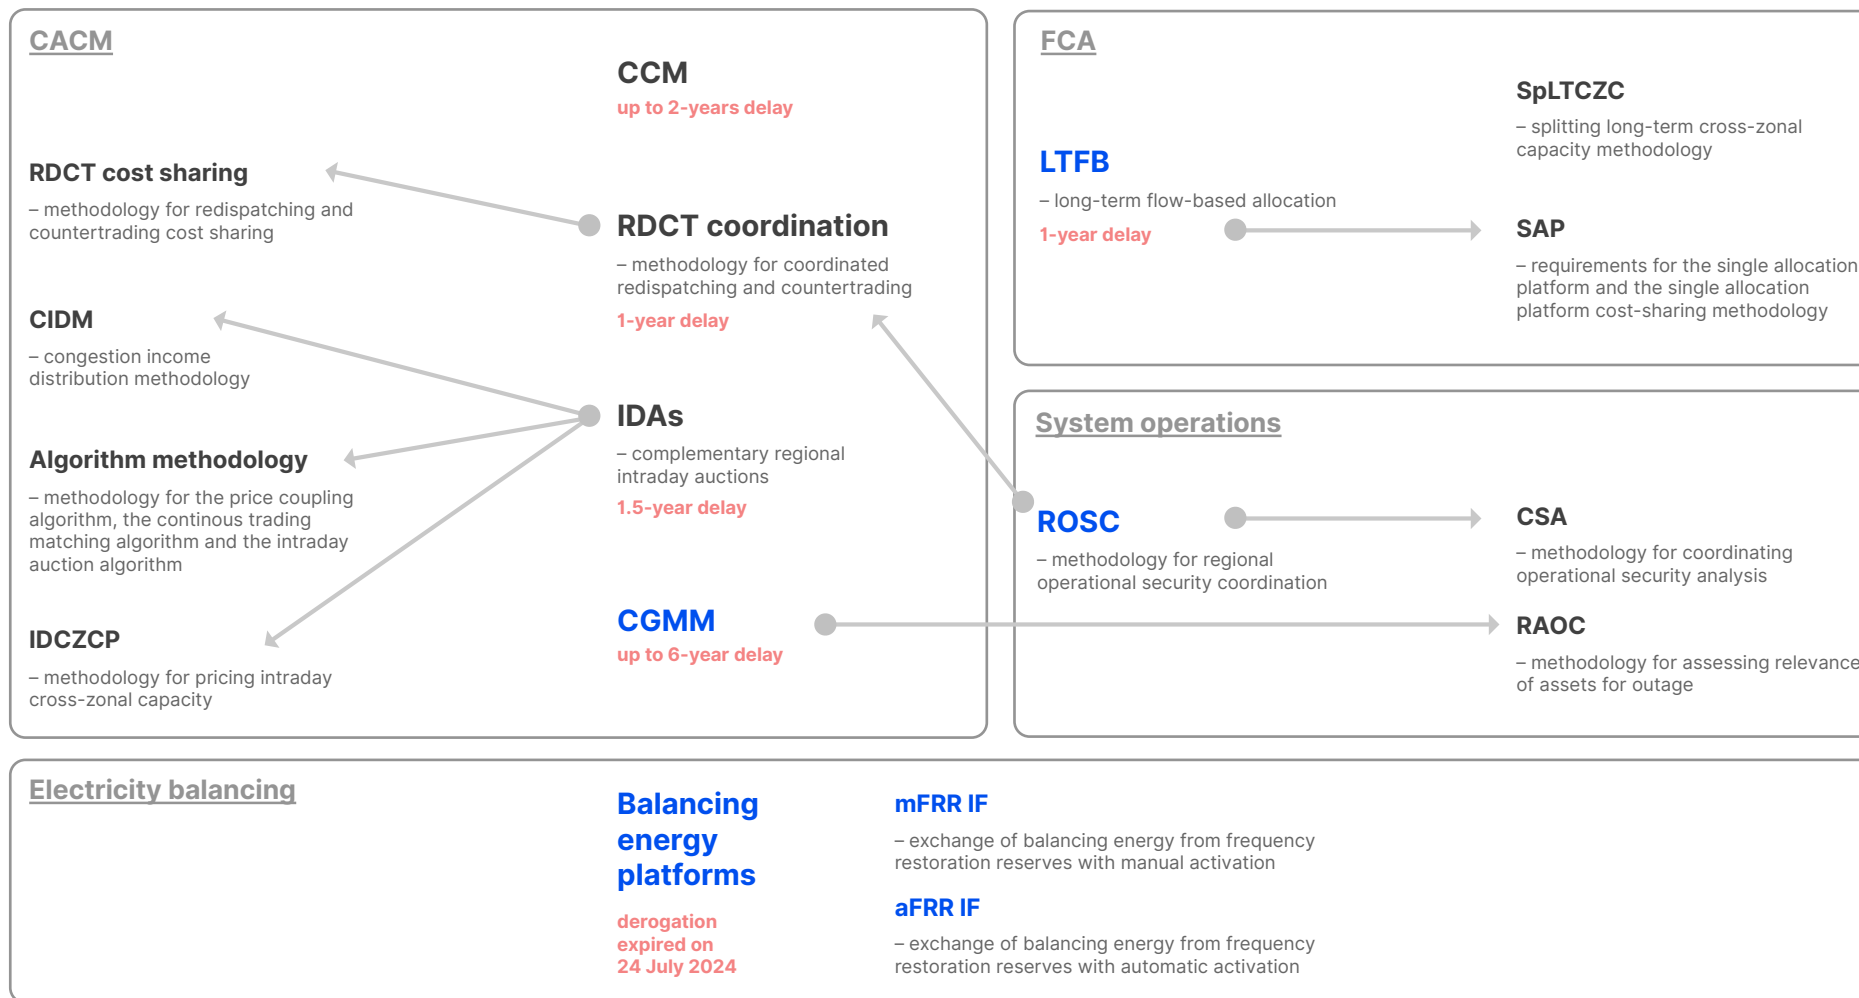 CACM
CCM
up to 2-years delay
RDCT cost sharing
– methodology for redispatching and
countertrading cost sharing
RDCT coordination
– methodology for coordinated
redispatching and countertrading
1-year delay
CIDM
– congestion income
distribution methodology
IDAs
– complementary regional
intraday auctions
1.5-year delay
Algorithm methodology
– methodology for the price coupling
algorithm, the continous trading
matching algorithm and the intraday
auction algorithm
CGMM
up to 6-year delay
IDCZCP
– methodology for pricing intraday
cross-zonal capacity
FCA
SpLTCZC
– splitting long-term cross-zonal
capacity methodology
LTFB
– long-term flow-based allocation
1-year delay
SAP
– requirements for the single allocation
platform and the single allocation
platform cost-sharing methodology
System operations
ROSC
– methodology for regional
operational security coordination
CSA
– methodology for coordinating
operational security analysis
RAOC
– methodology for assessing relevance
of assets for outage
Electricity balancing
Balancing
energy
platforms
derogation
expired on
24 July 2024
mFRR IF
– exchange of balancing energy from frequency
restoration reserves with manual activation
aFRR IF
– exchange of balancing energy from frequency
restoration reserves with automatic activation